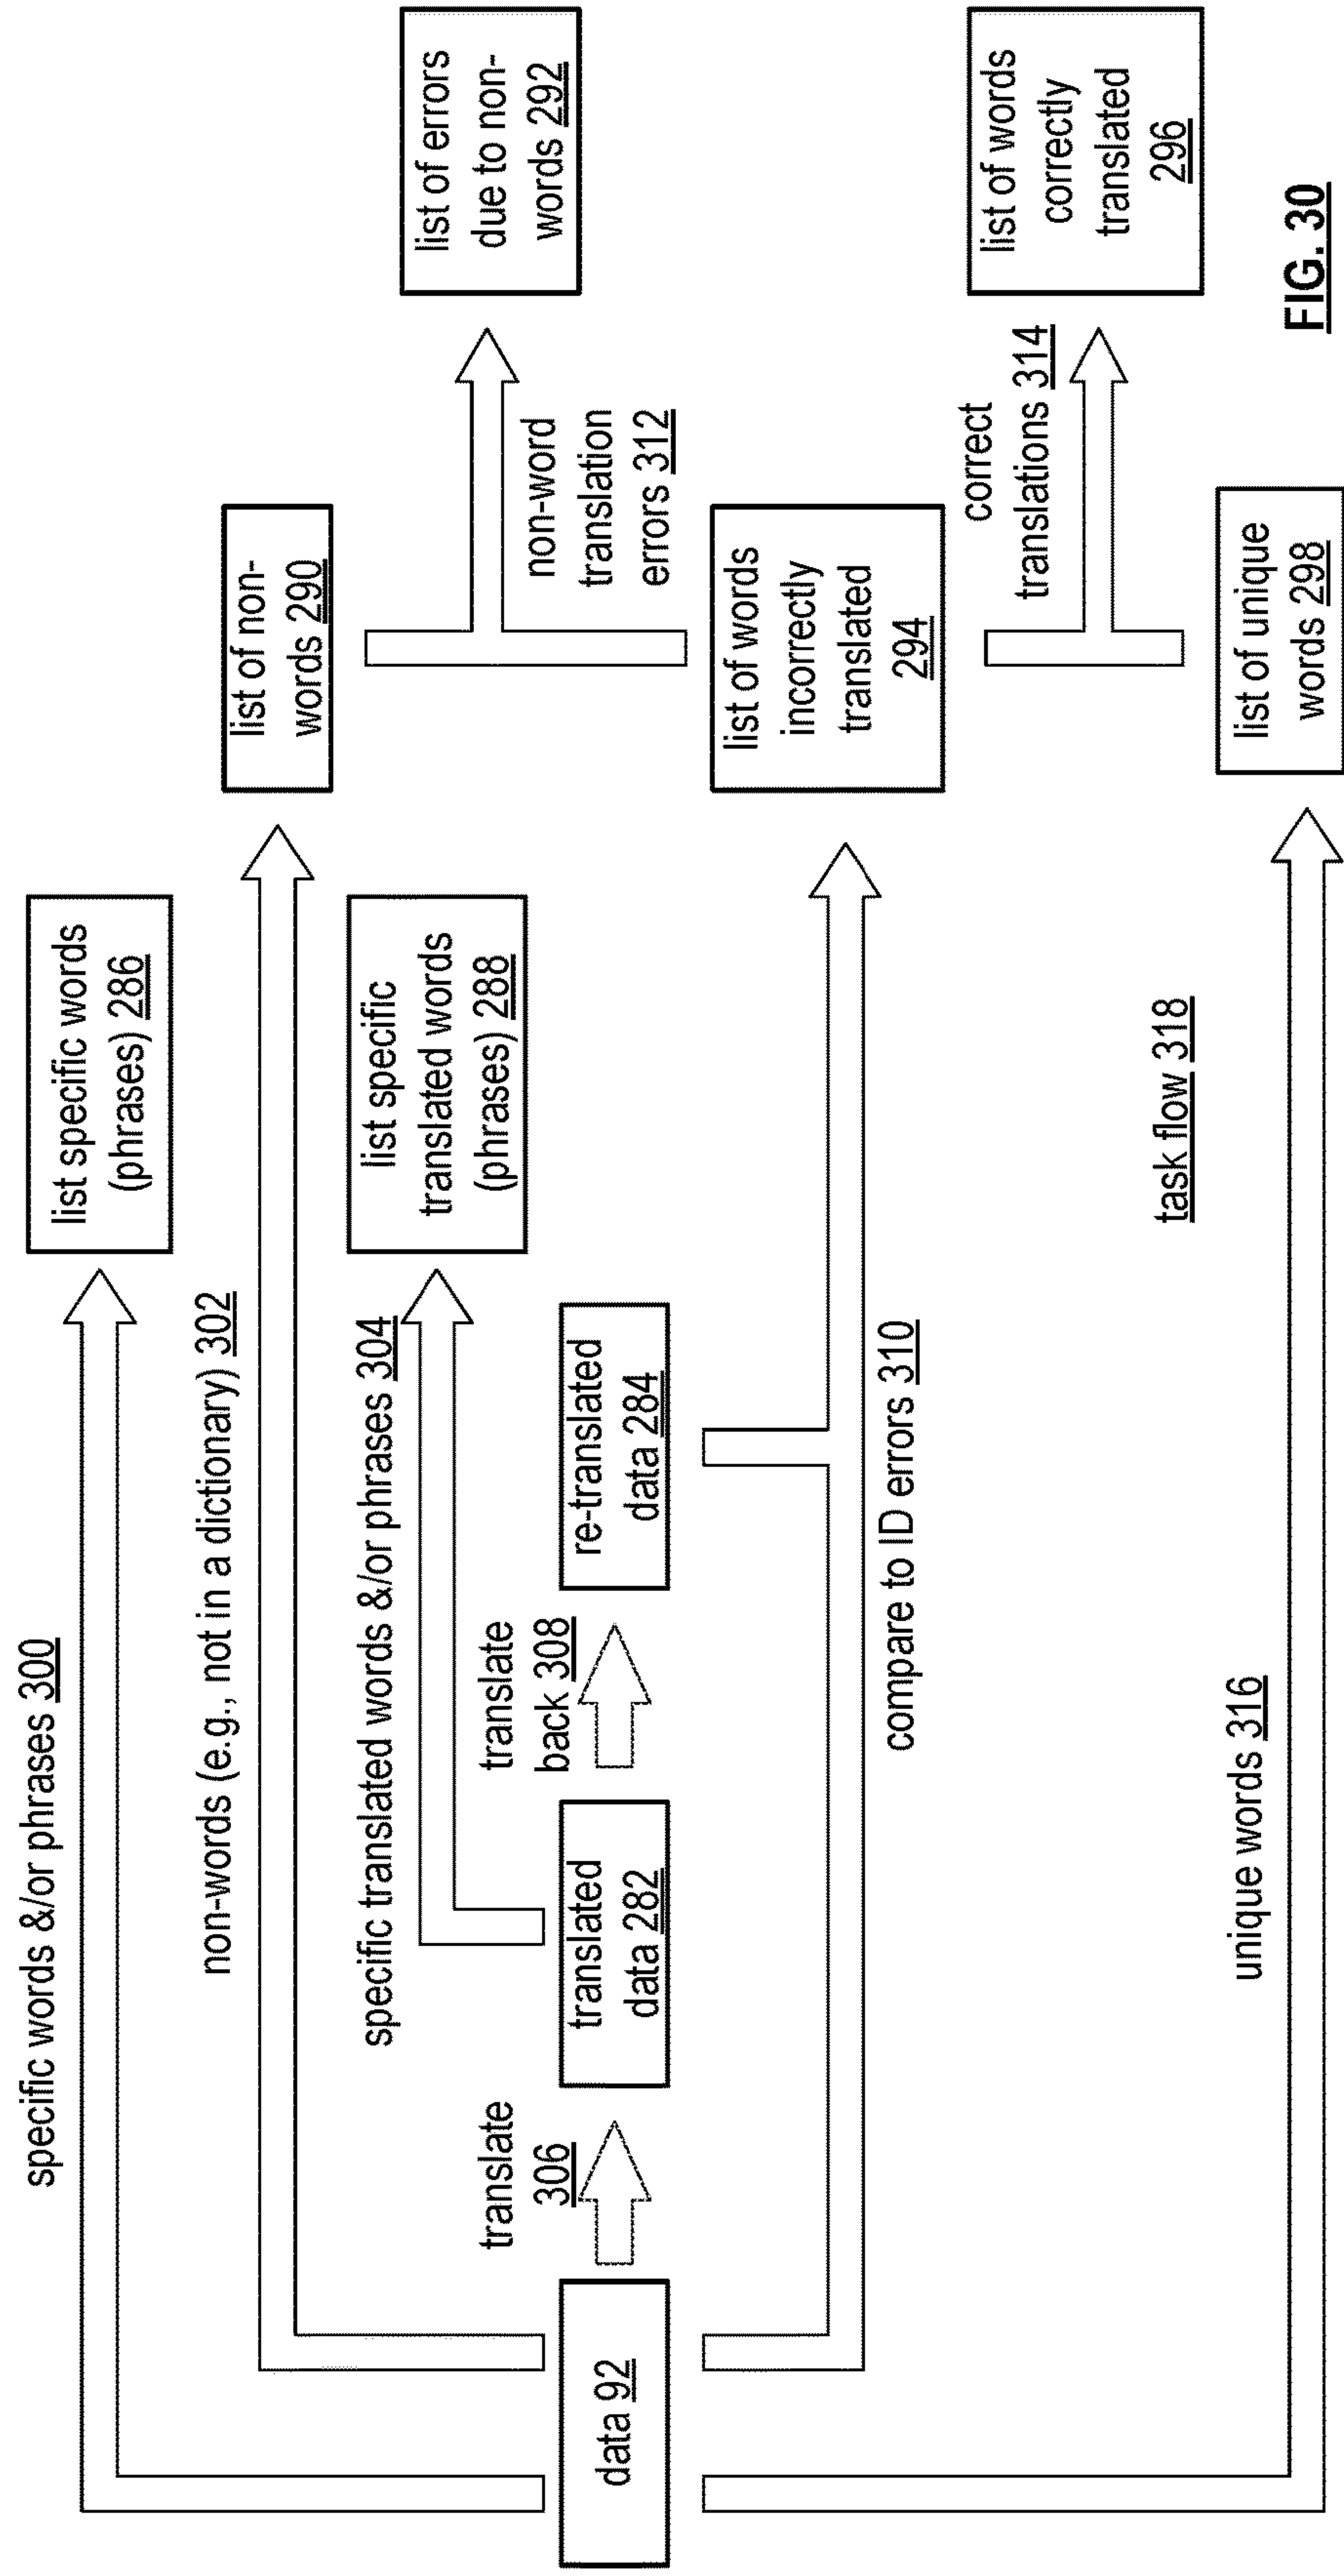 specific words &/or phrases 300
list specific words
(phrases) 286
non-words (e.g., not in a dictionary) 302
list of non-
words 290
specific translated words &/or phrases 304
list specific
translated words
(phrases) 288
list of errors
due to non-
words 292
non-word
translation
errors 312
translate
306
translate
back 308
data 92
translated
data 282
re-translated
data 284
list of words
incorrectly
translated
294
compare to ID errors 310
correct
translations 314
list of words
correctly
translated
296
task flow 318
unique words 316
list of unique
words 298
FIG. 30